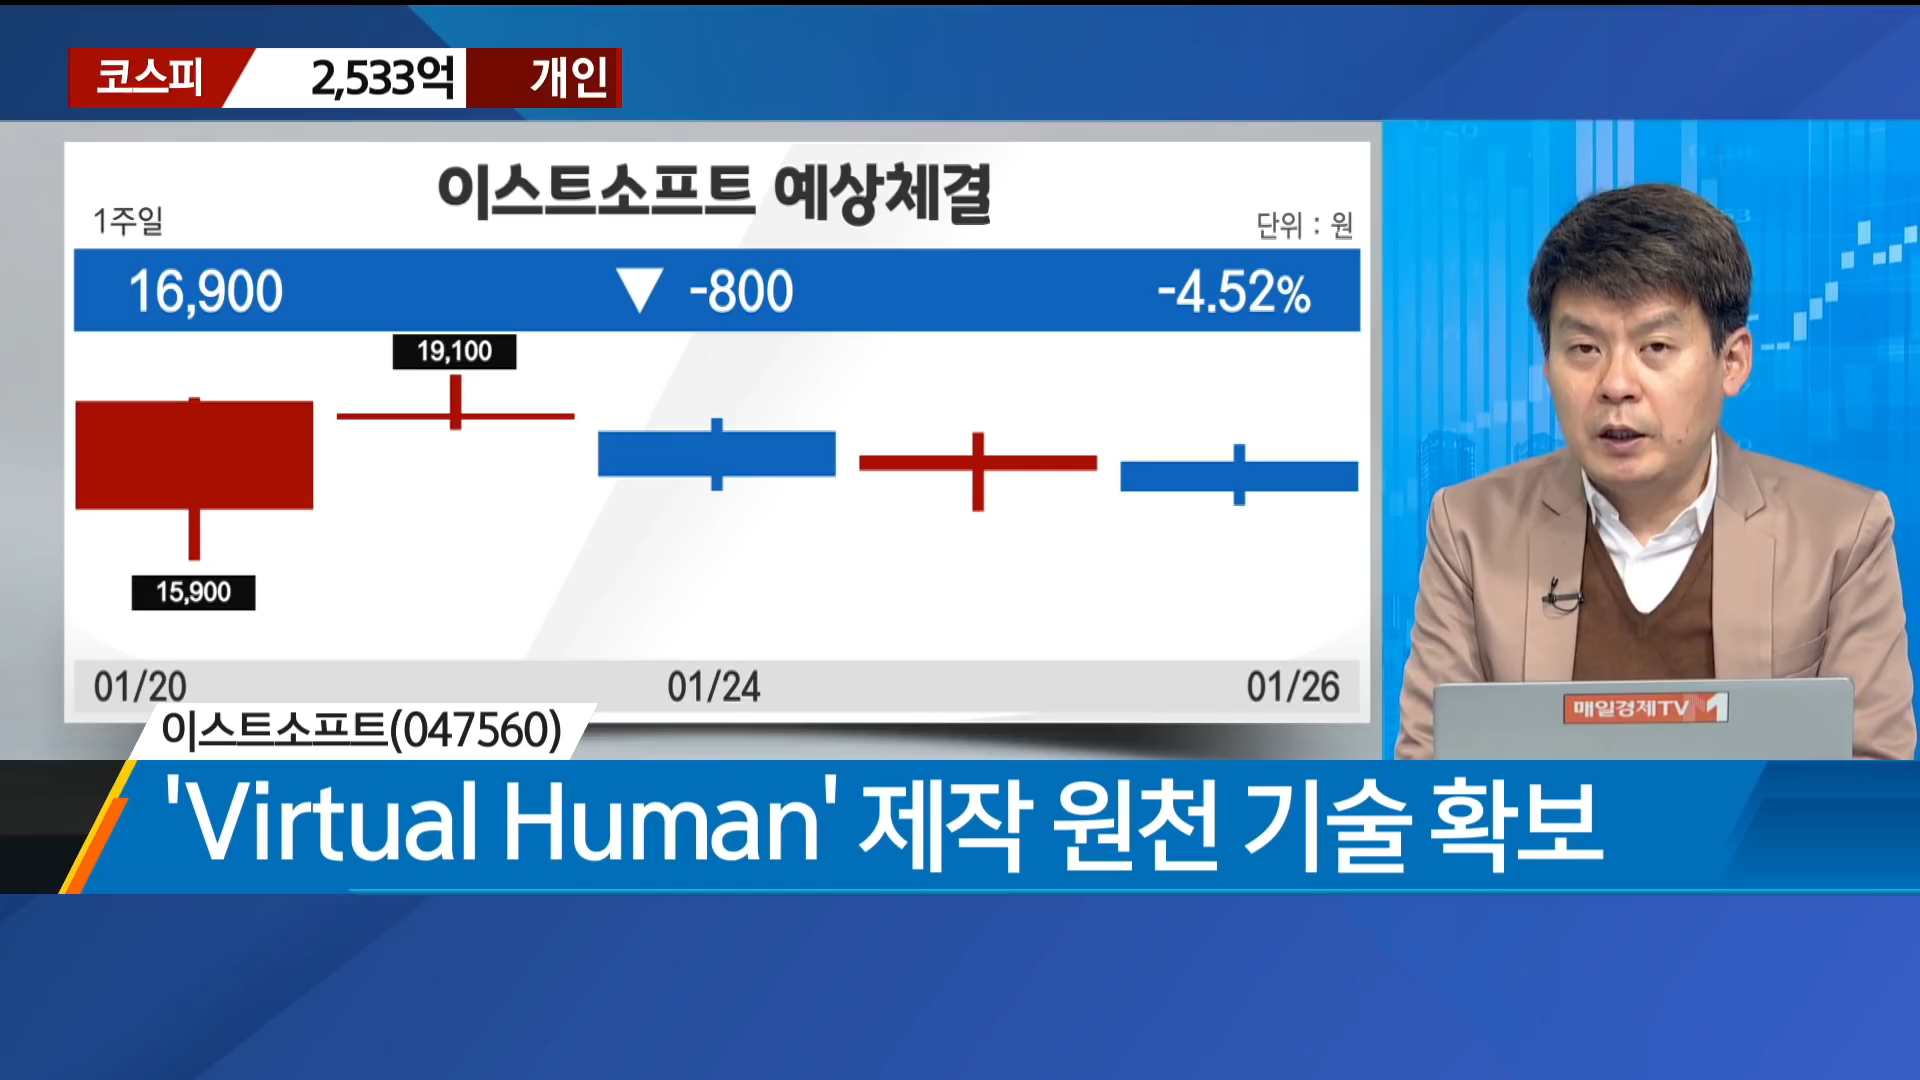 코스피 2,533억 개인
이스트소프트 예상체결
1주일
단위 : 원
16,900 ▼ -800 -4.52%
19,100
15,900
01/20 01/24 01/26
매일경제TV
이스트소프트(047560)
'Virtual Human' 제작 원천 기술 확보